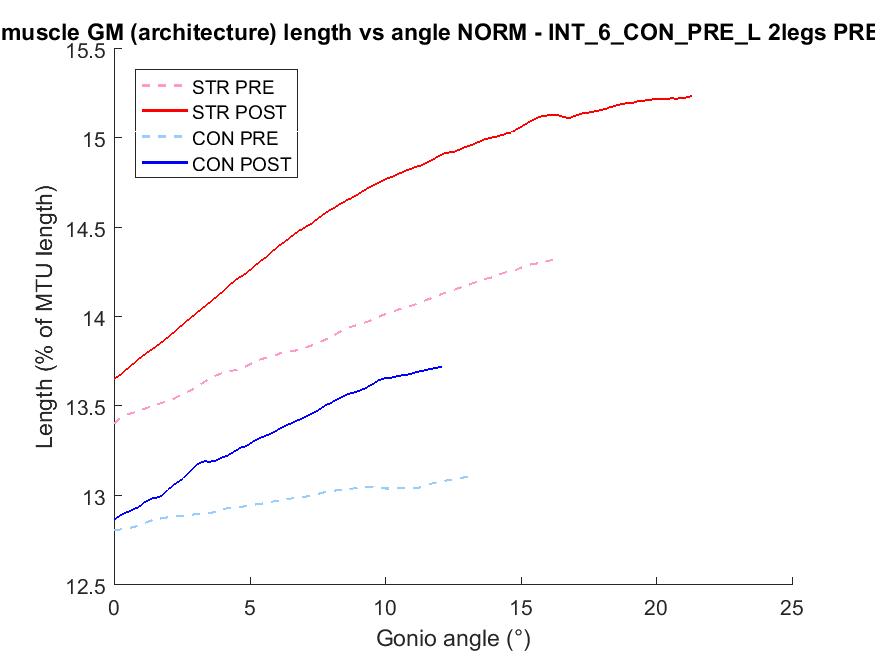 muscle GM (architecture) length vs angle NORM - INT_6_CON_PRE_L 2legs PRE
15.5
15
14.5
14
13.5
13
12.5
Length (% of MTU length)
STR PRE
STR POST
CON PRE
CON POST
0 5 10 15 20 25
Gonio angle (°)